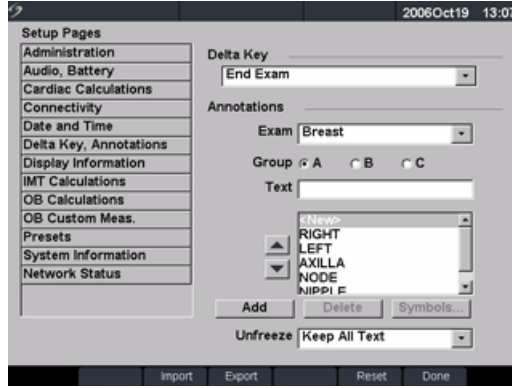 2006Oct19 13:07
Setup Pages
Administration
Audio, Battery
Cardiac Calculations
Connectivity
Date and Time
Delta Key, Annotations
Display Information
IMT Calculations
OB Calculations
OB Custom Meas.
Presets
System Information
Network Status
Delta Key
End Exam
Annotations
Exam Breast
Group A B C
Text
<New>
RIGHT
LEFT
AXILLA
NODE
NIPPLE
Add Delete Symbols...
Unfreeze Keep All Text
Import Export Reset Done